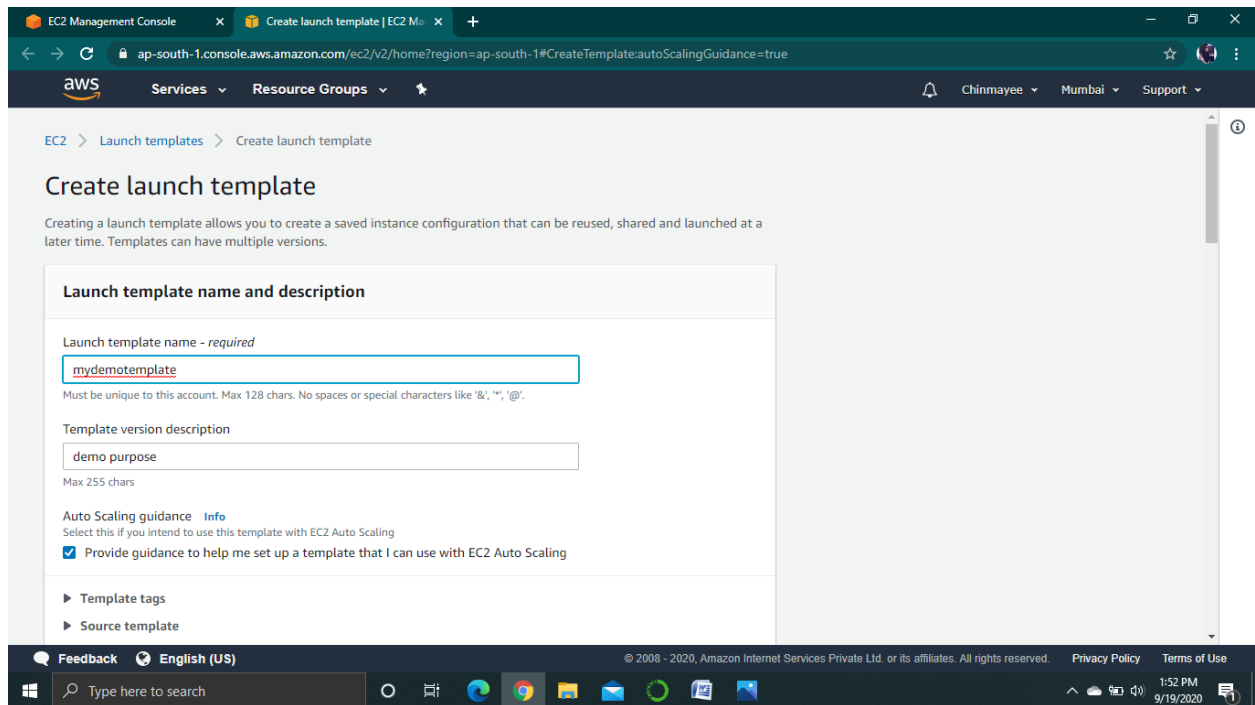 EC2 Management Console
Create launch template | EC2 Ma
ap-south-1.console.aws.amazon.com/ec2/v2/home?region=ap-south-1#CreateTemplate:autoScalingGuidance=true
aws Services Resource Groups Chinmayee Mumbai Support
EC2 > Launch templates > Create launch template
Create launch template
Creating a launch template allows you to create a saved instance configuration that can be reused, shared and launched at a
later time. Templates can have multiple versions.
Launch template name and description
Launch template name - required
mydemotemplate
Must be unique to this account. Max 128 chars. No spaces or special characters like '&', '*', '@'.
Template version description
demo purpose
Max 255 chars
Auto Scaling guidance Info
Select this if you intend to use this template with EC2 Auto Scaling
Provide guidance to help me set up a template that I can use with EC2 Auto Scaling
Template tags
Source template
Feedback English (US) © 2008 - 2020, Amazon Internet Services Private Ltd. or its affiliates. All rights reserved. Privacy Policy Terms of Use
Type here to search
1:52 PM
9/19/2020
1